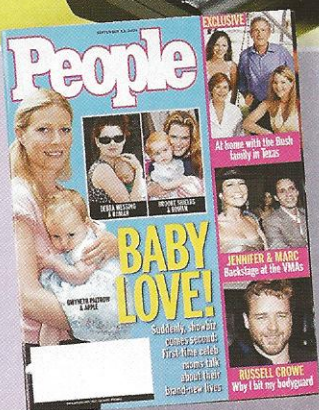 People
EXCLUSIVE
At home with the Bush
family in Texas
DEBRA MESSING
& ROMAN
BROOKE SHIELDS
& ROWAN
GWYNETH PALTROW
& APPLE
BABY
LOVE!
Suddenly, showbiz
comes second:
First-time celeb
moms talk
about their
brand-new lives
JENNIFER & MARC
Backstage at the VMAs
RUSSELL CROWE
Why I bit my bodyguard